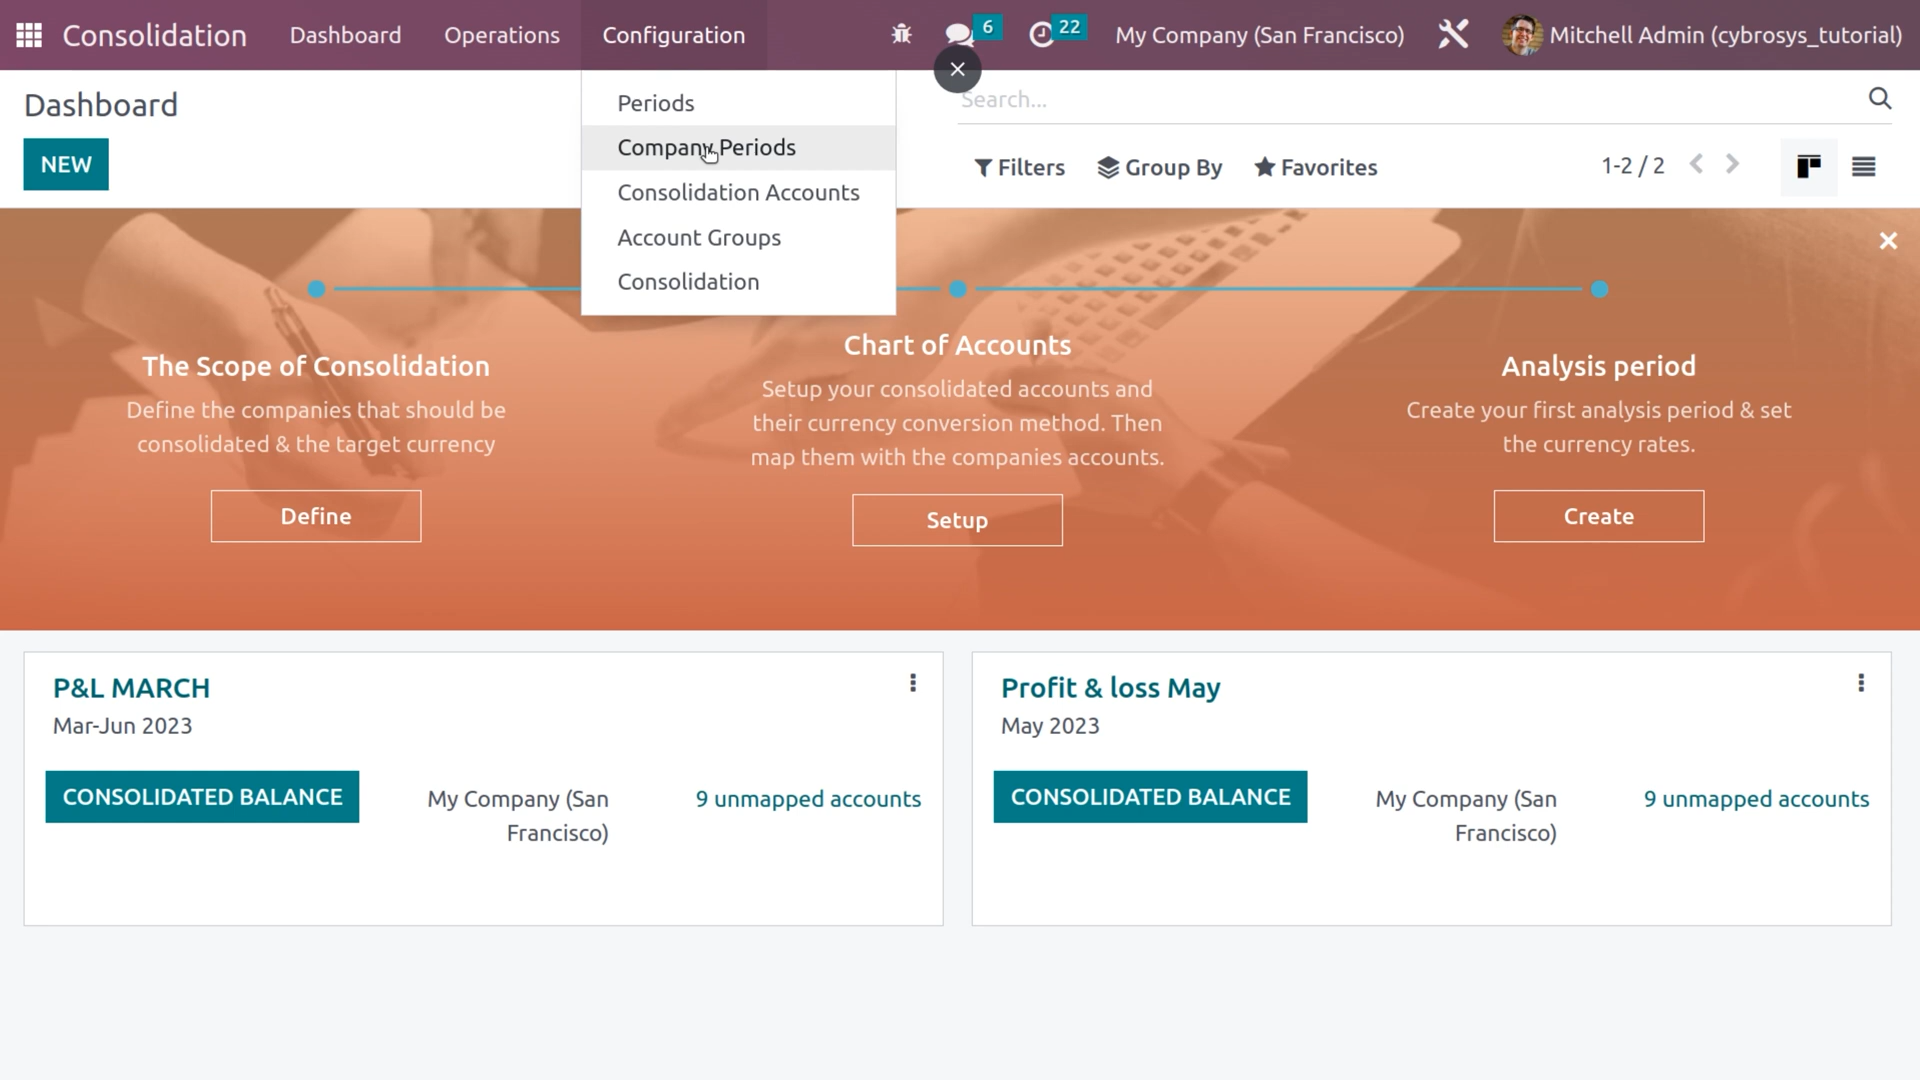 Consolidation Dashboard Operations Configuration 6 22 My Company (San Francisco) Mitchell Admin (cybrosys_tutorial)
Dashboard
NEW
Periods
Company Periods
Consolidation Accounts
Account Groups
Consolidation
Search...
Filters Group By Favorites 1-2 / 2
The Scope of Consolidation
Define the companies that should be
consolidated & the target currency
Define
Chart of Accounts
Setup your consolidated accounts and
their currency conversion method. Then
map them with the companies accounts.
Setup
Analysis period
Create your first analysis period & set
the currency rates.
Create
P&L MARCH
Mar-Jun 2023
CONSOLIDATED BALANCE
My Company (San
Francisco)
9 unmapped accounts
Profit & loss May
May 2023
CONSOLIDATED BALANCE
My Company (San
Francisco)
9 unmapped accounts